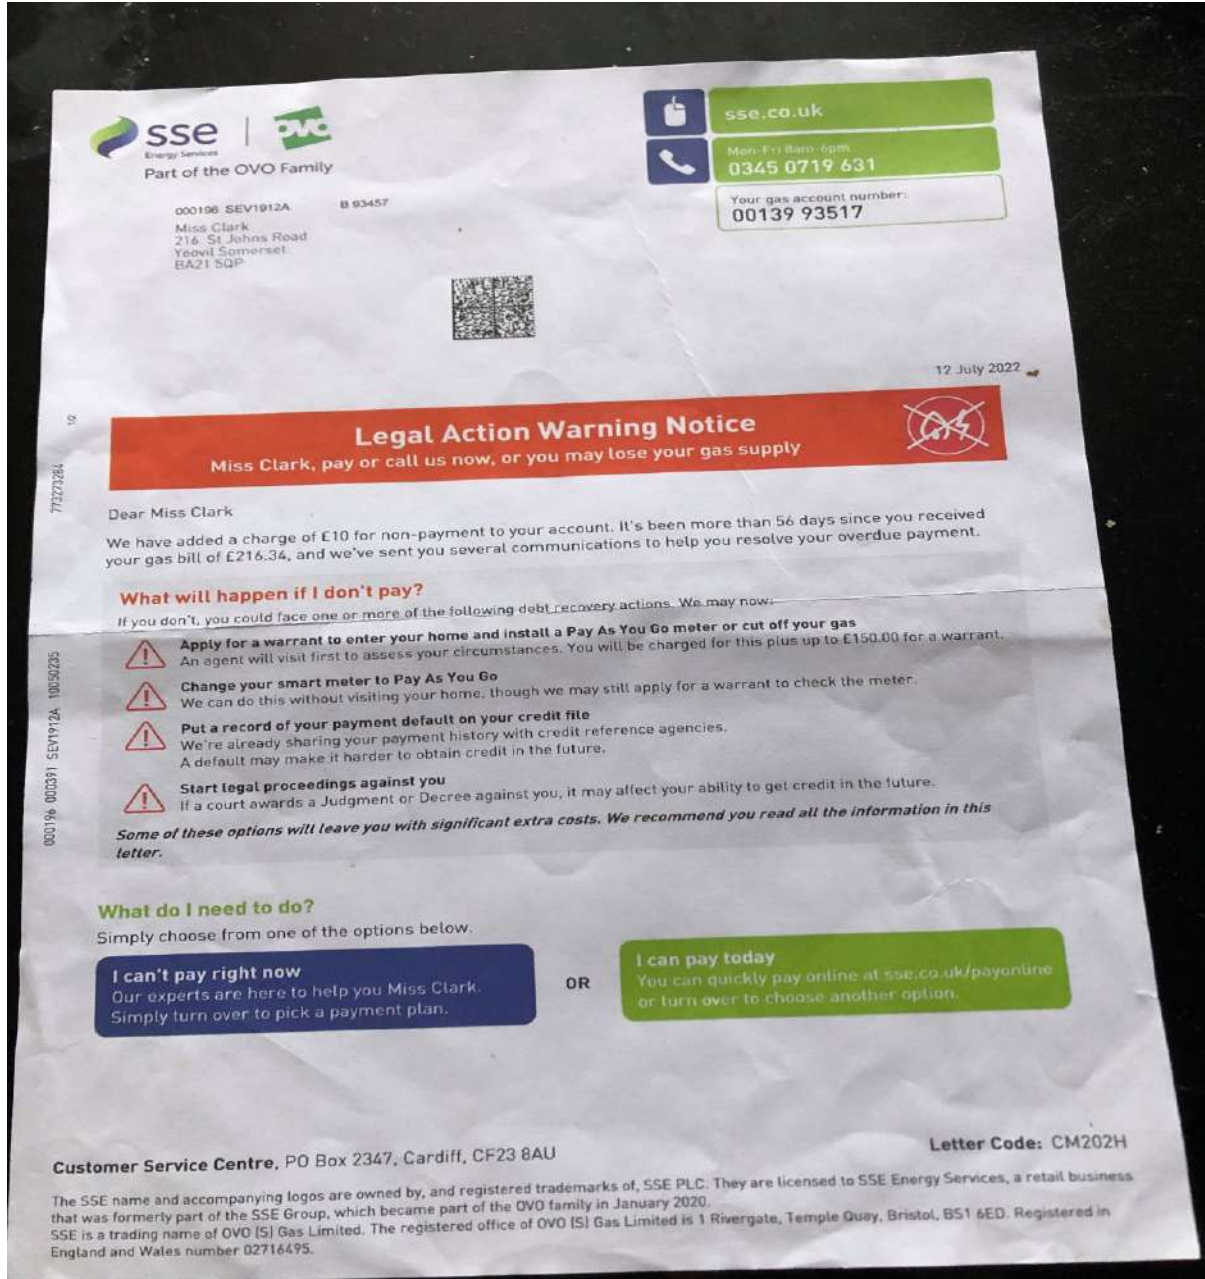 sse
Energy Services
OVO
Part of the OVO Family
sse.co.uk
Mon-Fri 8am-6pm
0345 0719 631
Your gas account number:
00139 93517
000196 SEV1912A B 93457
Miss Clark
216 St Johns Road
Yeovil Somerset
BA21 5QP
12 July 2022
1/2
773273284
Legal Action Warning Notice
Miss Clark, pay or call us now, or you may lose your gas supply
Dear Miss Clark
We have added a charge of £10 for non-payment to your account. It's been more than 56 days since you received
your gas bill of £216.34, and we've sent you several communications to help you resolve your overdue payment.
What will happen if I don't pay?
If you don't, you could face one or more of the following debt recovery actions. We may now:
Apply for a warrant to enter your home and install a Pay As You Go meter or cut off your gas
An agent will visit first to assess your circumstances. You will be charged for this plus up to £150.00 for a warrant.
Change your smart meter to Pay As You Go
We can do this without visiting your home, though we may still apply for a warrant to check the meter.
Put a record of your payment default on your credit file
We're already sharing your payment history with credit reference agencies.
A default may make it harder to obtain credit in the future.
Start legal proceedings against you
If a court awards a Judgment or Decree against you, it may affect your ability to get credit in the future.
Some of these options will leave you with significant extra costs. We recommend you read all the information in this
letter.
000196 000391 SEV1912A 10050235
What do I need to do?
Simply choose from one of the options below.
I can't pay right now
Our experts are here to help you Miss Clark.
Simply turn over to pick a payment plan.
OR
I can pay today
You can quickly pay online at sse.co.uk/payonline
or turn over to choose another option.
Letter Code: CM202H
Customer Service Centre, PO Box 2347, Cardiff, CF23 8AU
The SSE name and accompanying logos are owned by, and registered trademarks of, SSE PLC. They are licensed to SSE Energy Services, a retail business
that was formerly part of the SSE Group, which became part of the OVO family in January 2020.
SSE is a trading name of OVO (S) Gas Limited. The registered office of OVO (S) Gas Limited is 1 Rivergate, Temple Quay, Bristol, BS1 6ED. Registered in
England and Wales number 02716495.